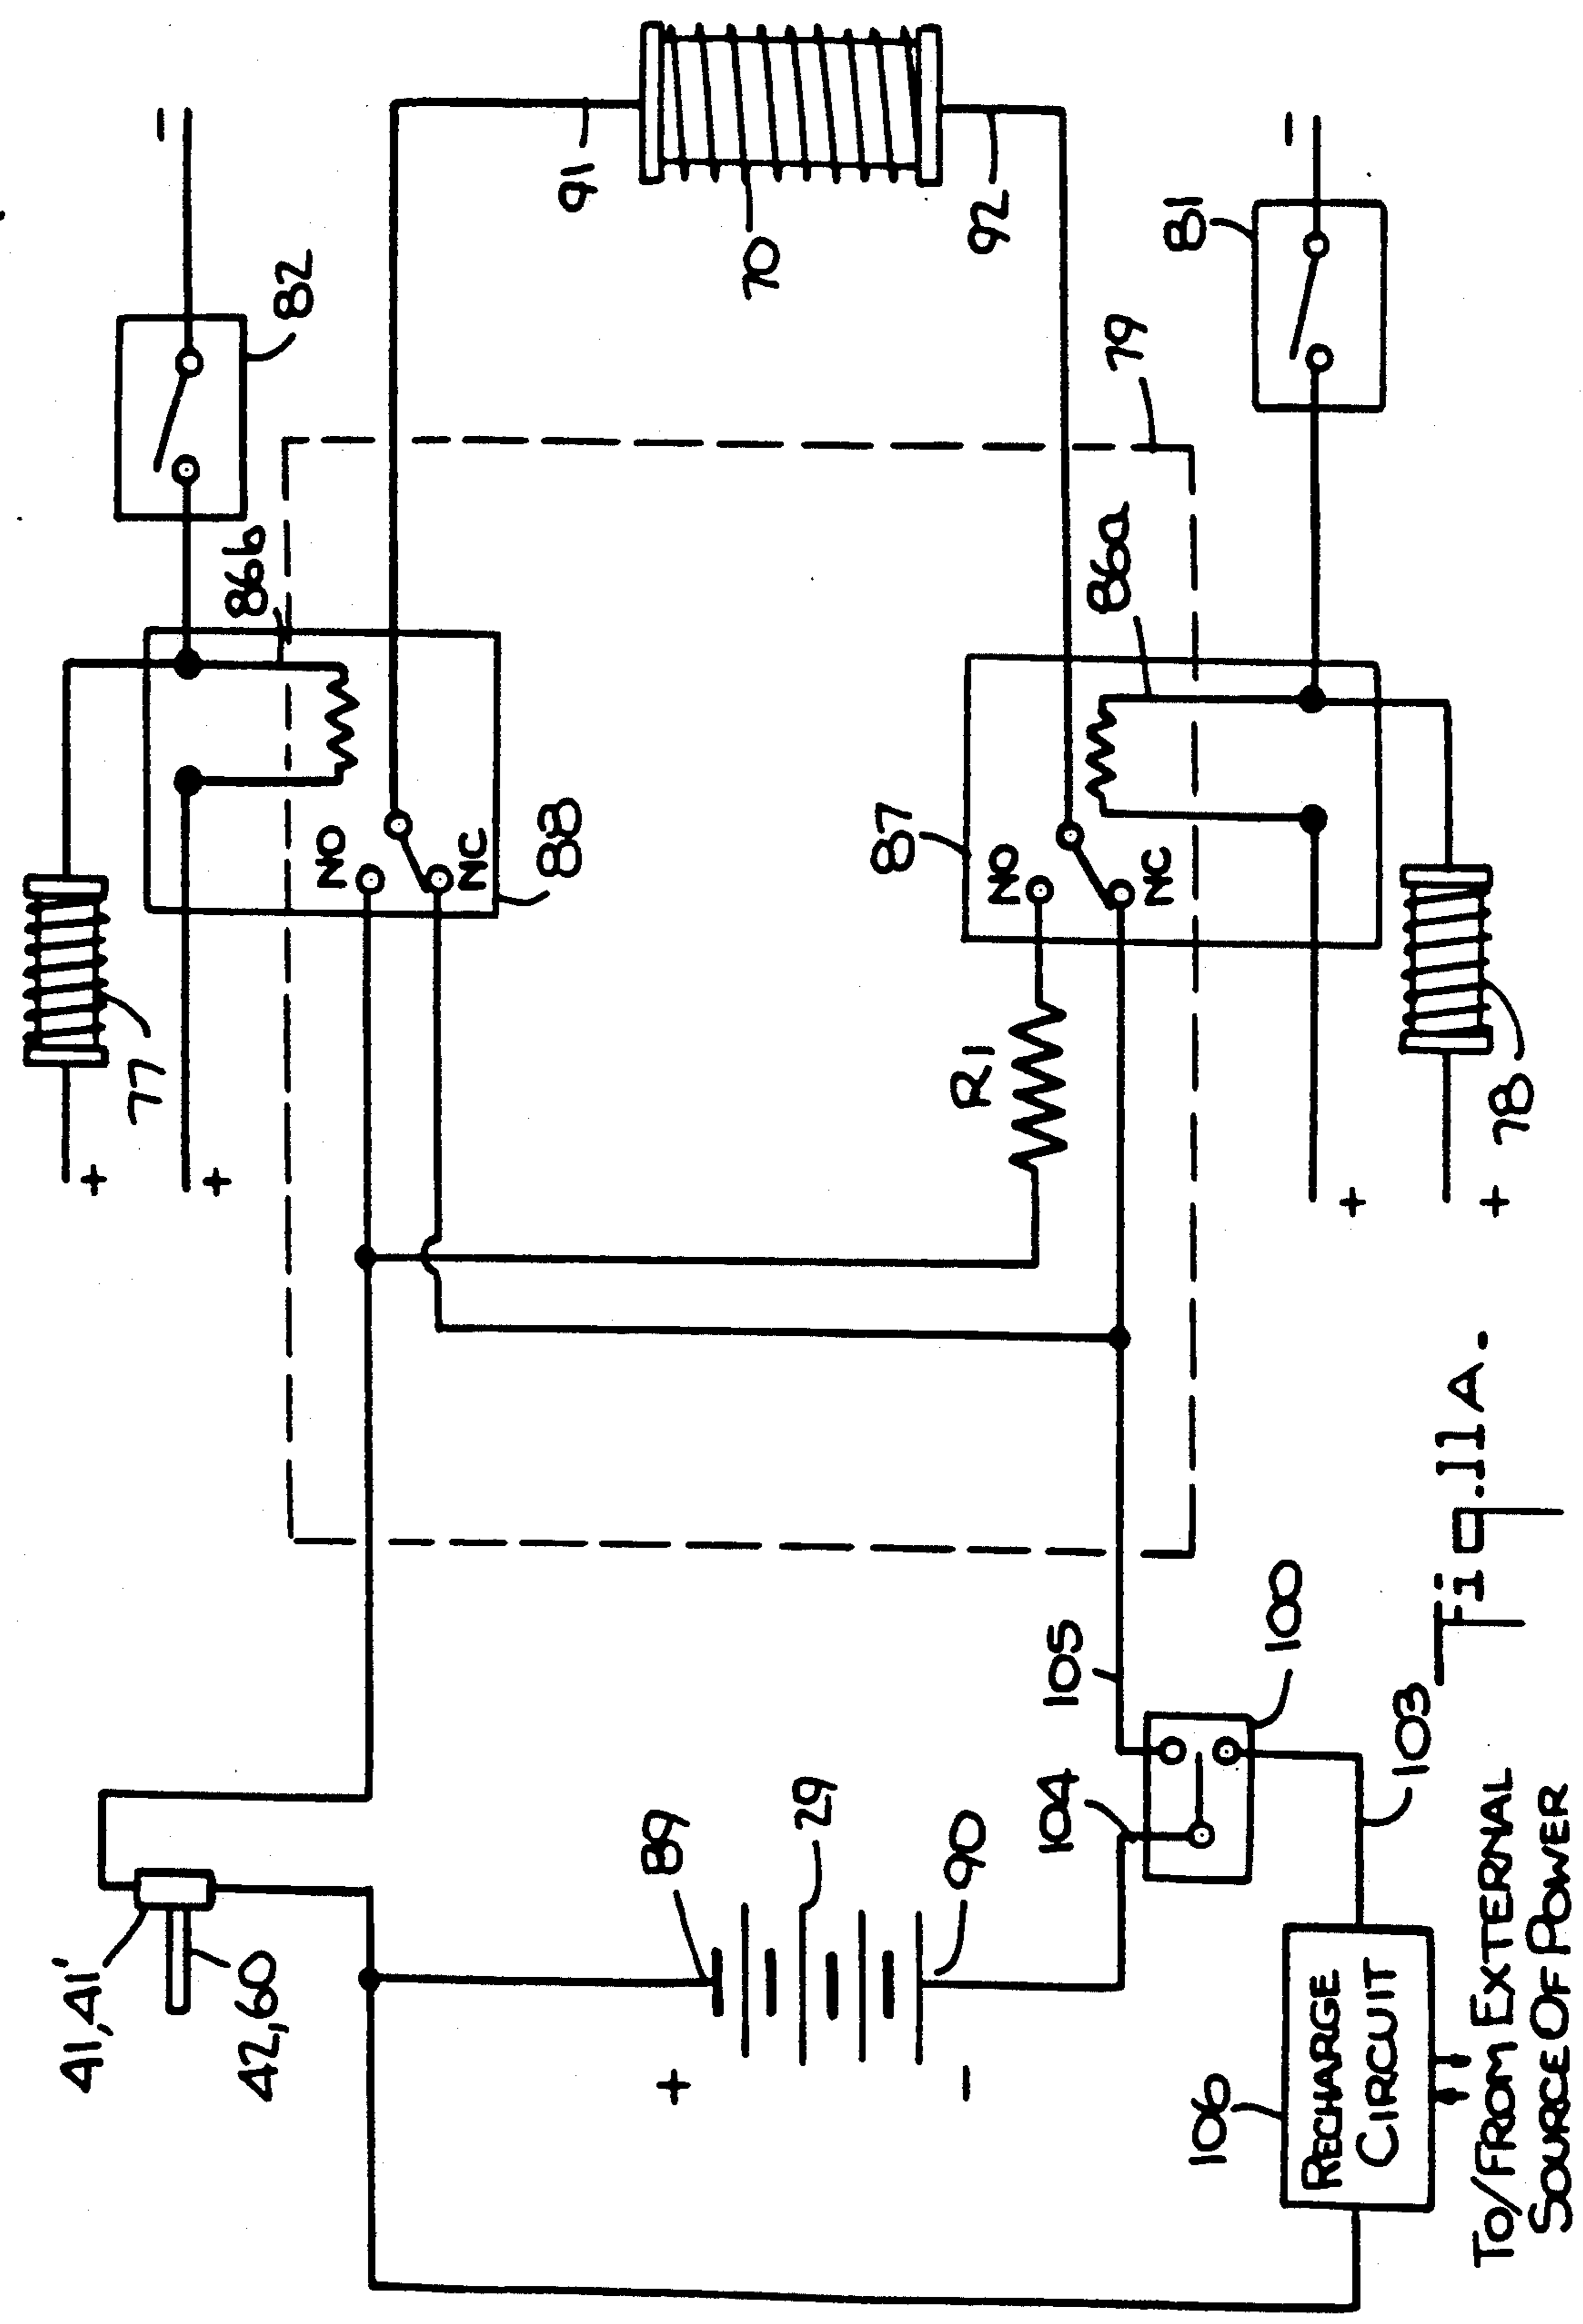 41,41'
42,60
+
89
29
90
-
106
RECHARGE
CIRCUIT
TO/FROM EXTERNAL
SOURCE OF POWER
103
104
105
100
Fig.11A.
77
+
+
NO
NC
88
86b
82
-
91
70
92
79
R1
NO
NC
87
86a
81
-
+
+
78